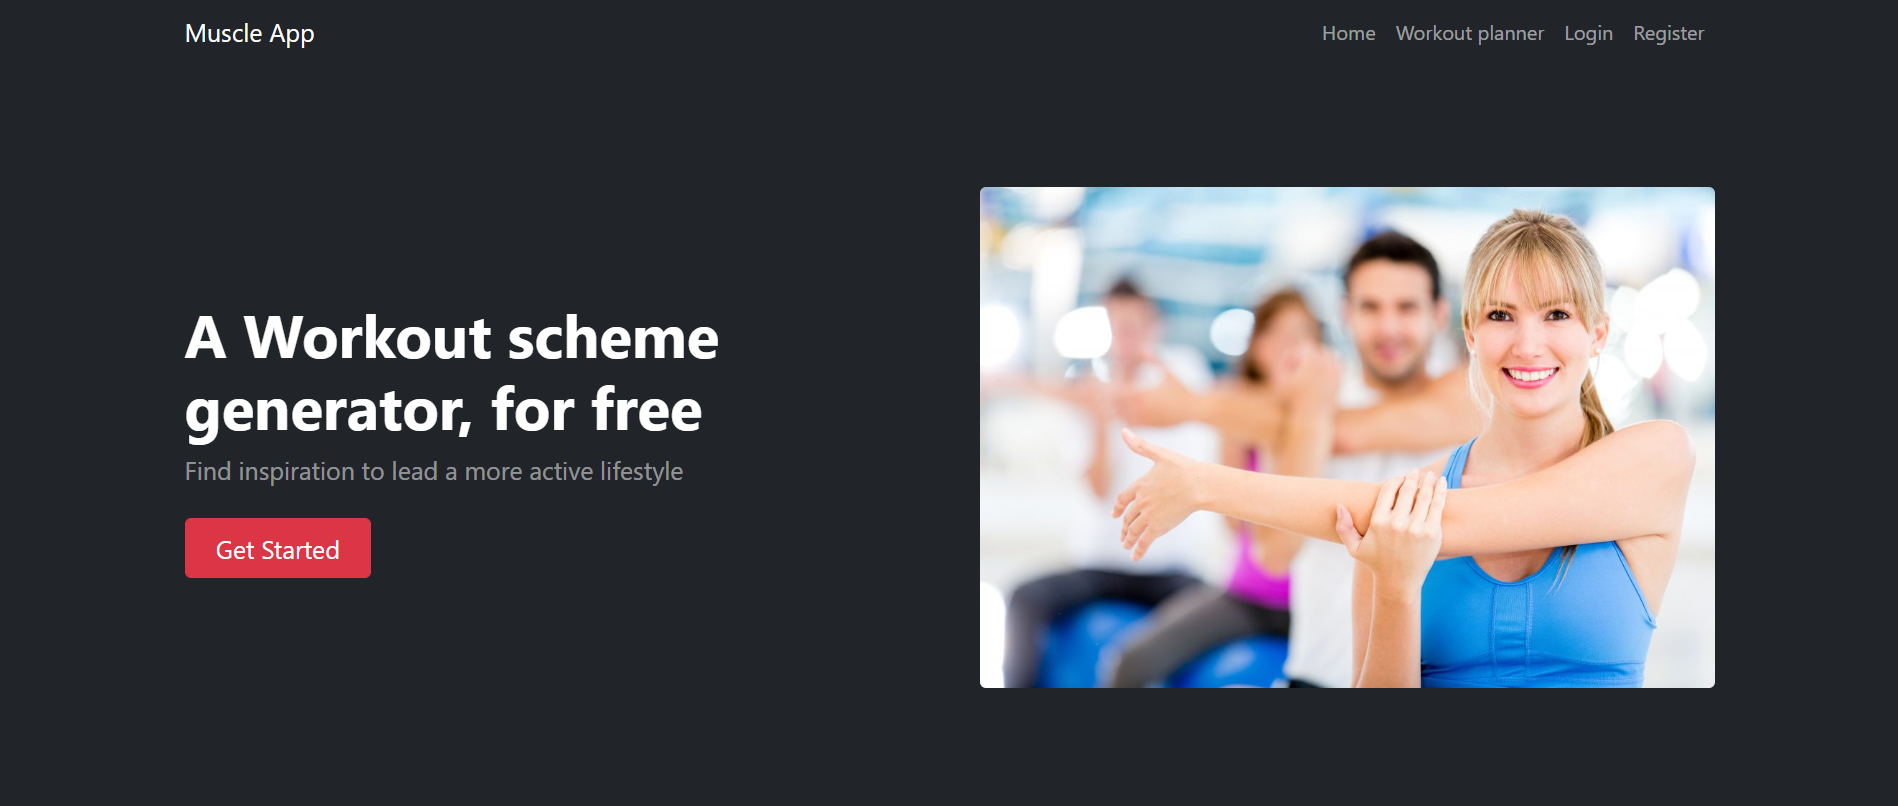 Muscle App
Home Workout planner Login Register
A Workout scheme
generator, for free
Find inspiration to lead a more active lifestyle
Get Started